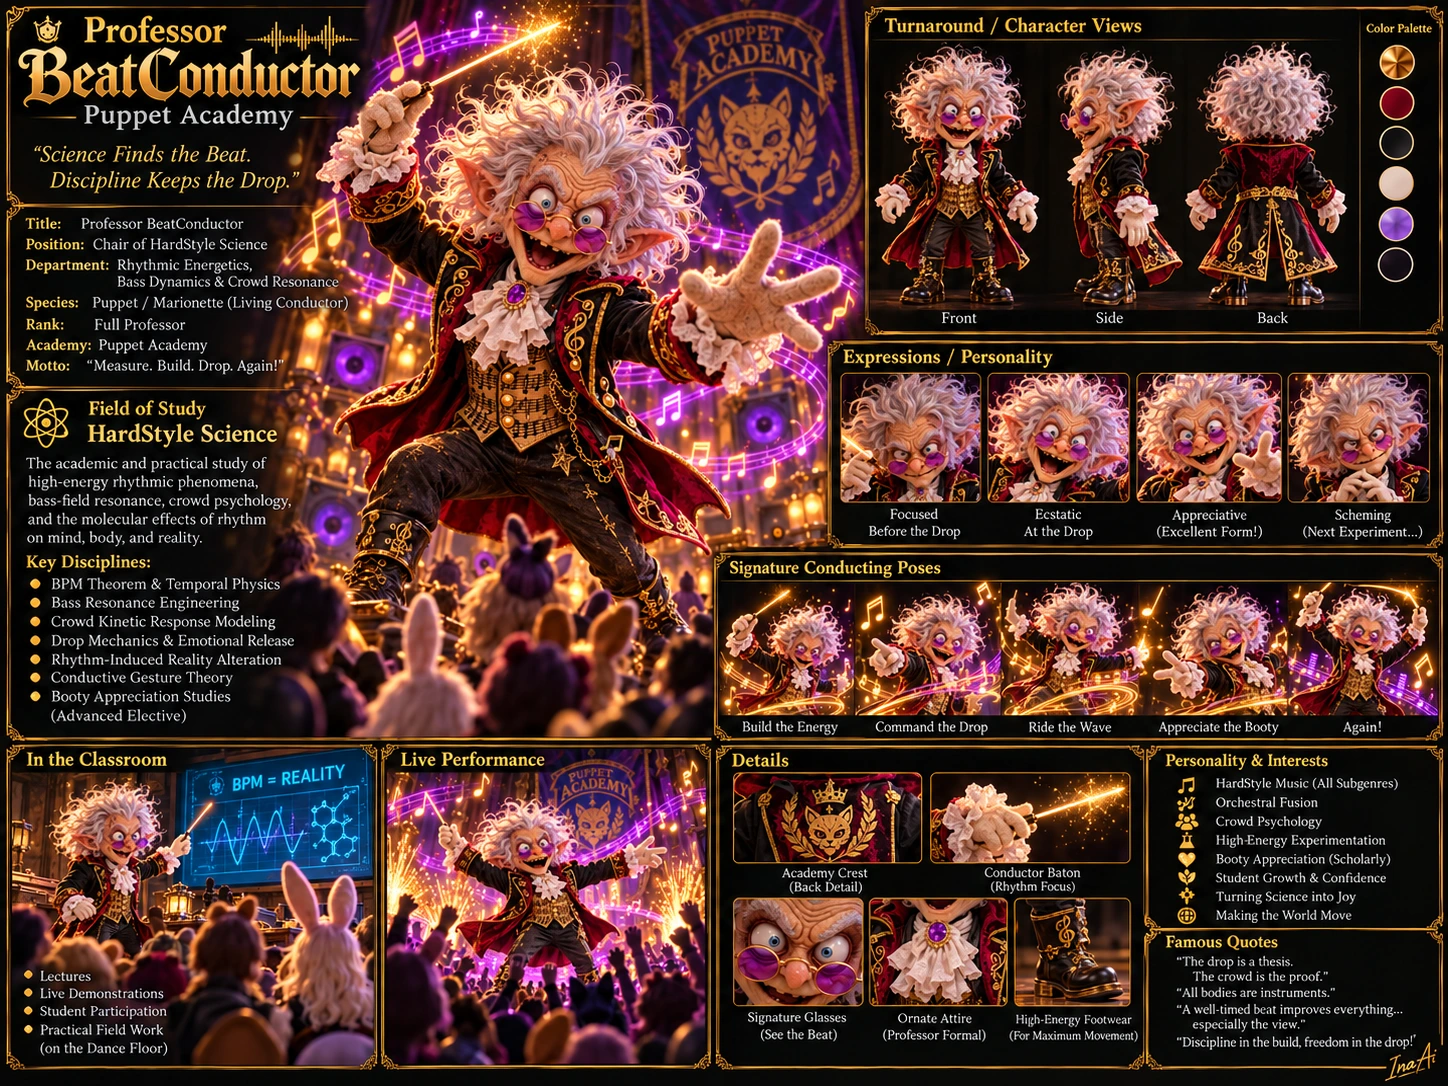 Professor
BeatConductor
Puppet Academy
“Science Finds the Beat.
Discipline Keeps the Drop.”
Title: Professor BeatConductor
Position: Chair of HardStyle Science
Department: Rhythmic Energetics,
Bass Dynamics & Crowd Resonance
Species: Puppet / Marionette (Living Conductor)
Rank: Full Professor
Academy: Puppet Academy
Motto: “Measure. Build. Drop. Again!”
Field of Study
HardStyle Science
The academic and practical study of
high-energy rhythmic phenomena,
bass-field resonance, crowd psychology,
and the molecular effects of rhythm
on mind, body, and reality.
Key Disciplines:
BPM Theorem & Temporal Physics
Bass Resonance Engineering
Crowd Kinetic Response Modeling
Drop Mechanics & Emotional Release
Rhythm-Induced Reality Alteration
Conductive Gesture Theory
Booty Appreciation Studies
(Advanced Elective)
PUPPET
ACADEMY
Turnaround / Character Views
Color Palette
Front
Side
Back
Expressions / Personality
Focused
Before the Drop
Ecstatic
At the Drop
Appreciative
(Excellent Form!)
Scheming
(Next Experiment...)
Signature Conducting Poses
Build the Energy
Command the Drop
Ride the Wave
Appreciate the Booty
Again!
In the Classroom
BPM = REALITY
Lectures
Live Demonstrations
Student Participation
Practical Field Work
(on the Dance Floor)
Live Performance
PUPPET
ACADEMY
Details
Academy Crest
(Back Detail)
Conductor Baton
(Rhythm Focus)
Signature Glasses
(See the Beat)
Ornate Attire
(Professor Formal)
High-Energy Footwear
(For Maximum Movement)
Personality & Interests
HardStyle Music (All Subgenres)
Orchestral Fusion
Crowd Psychology
High-Energy Experimentation
Booty Appreciation (Scholarly)
Student Growth & Confidence
Turning Science into Joy
Making the World Move
Famous Quotes
“The drop is a thesis.
The crowd is the proof.”
“All bodies are instruments.”
“A well-timed beat improves everything...
especially the view.”
“Discipline in the build, freedom in the drop!”
InaAi